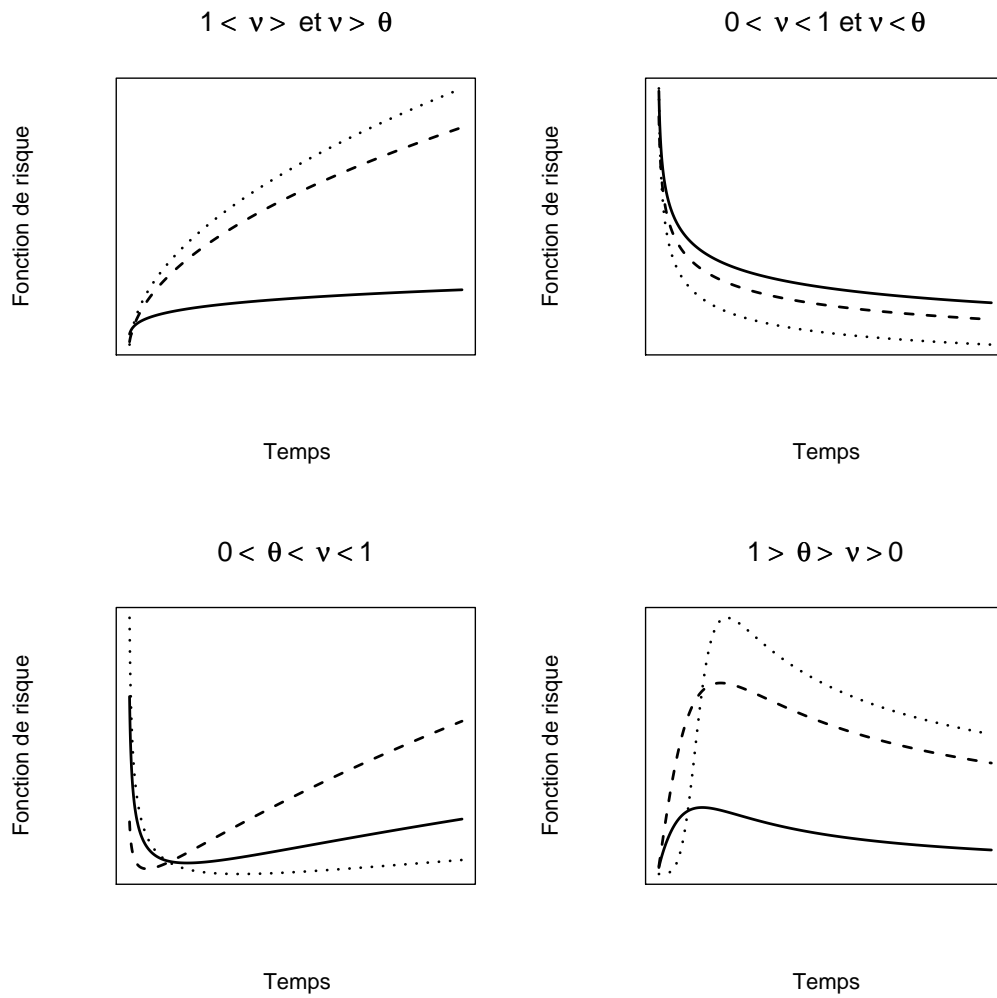 1 < ν > et ν > θ
Fonction de risque
Temps
0 < ν < 1 et ν < θ
Fonction de risque
Temps
0 < θ < ν < 1
Fonction de risque
Temps
1 > θ > ν > 0
Fonction de risque
Temps